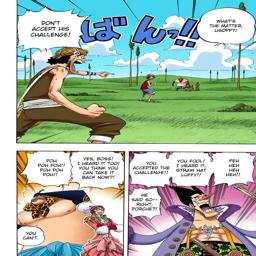 DON'T
ACCEPT HIS
CHALLENGE!
ばんっ!!
WHAT'S
THE MATTER,
USOPP?!
POH
POH POH!!
POH POH
POH!!
YES, BOSS!
I HEARD IT TOO!
YOU THINK YOU
CAN TAKE IT
BACK NOW?!
YOU CAN'T.
YOU
ACCEPTED THE
CHALLENGE!!
YOU FOOL!
I HEARD IT,
STRAW HAT
LUFFY!!
FEH
HEH
HEH!!
HE
SAID SO--
RIGHT,
PORCHE?!